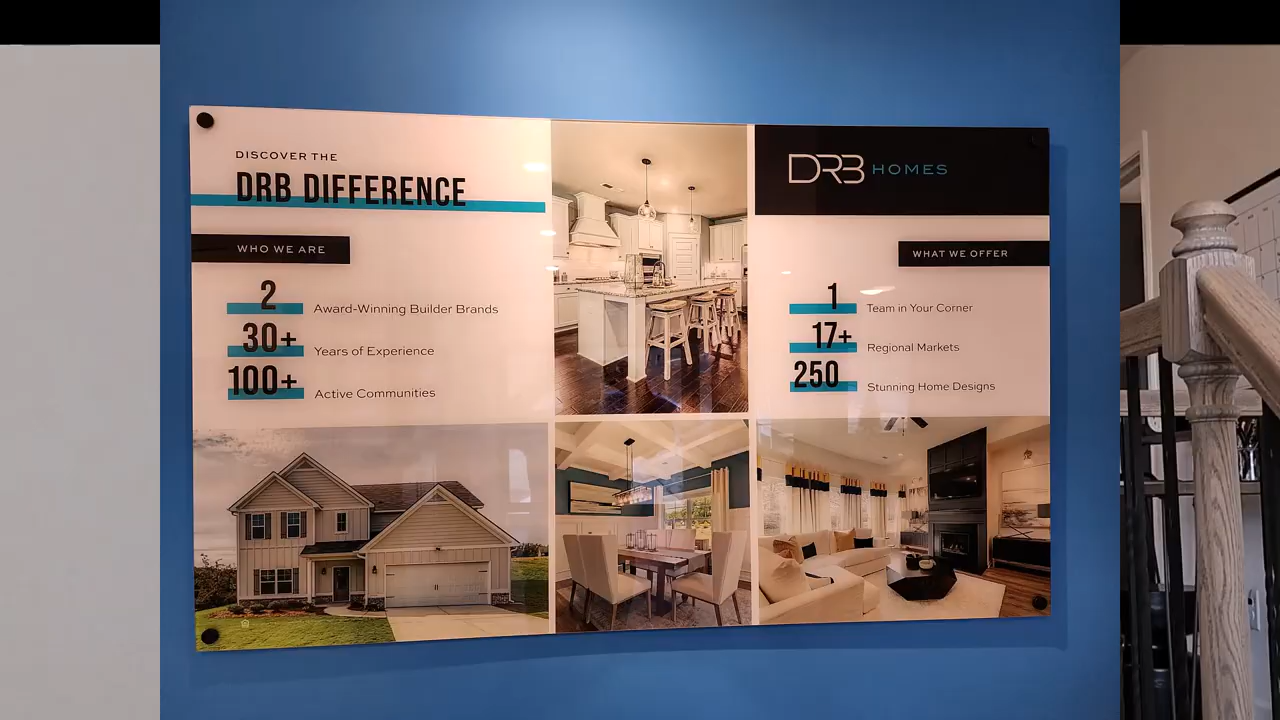 DISCOVER THE
DRB DIFFERENCE
WHO WE ARE
2 Award-Winning Builder Brands
30+ Years of Experience
100+ Active Communities
DRB HOMES
WHAT WE OFFER
1 Team in Your Corner
17+ Regional Markets
250 Stunning Home Designs